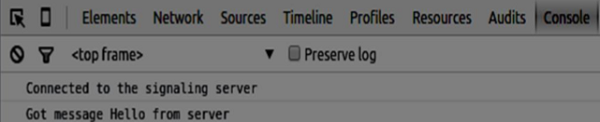 Elements Network Sources Timeline Profiles Resources Audits Console
<top frame> ▼ Preserve log
Connected to the signaling server
Got message Hello from server